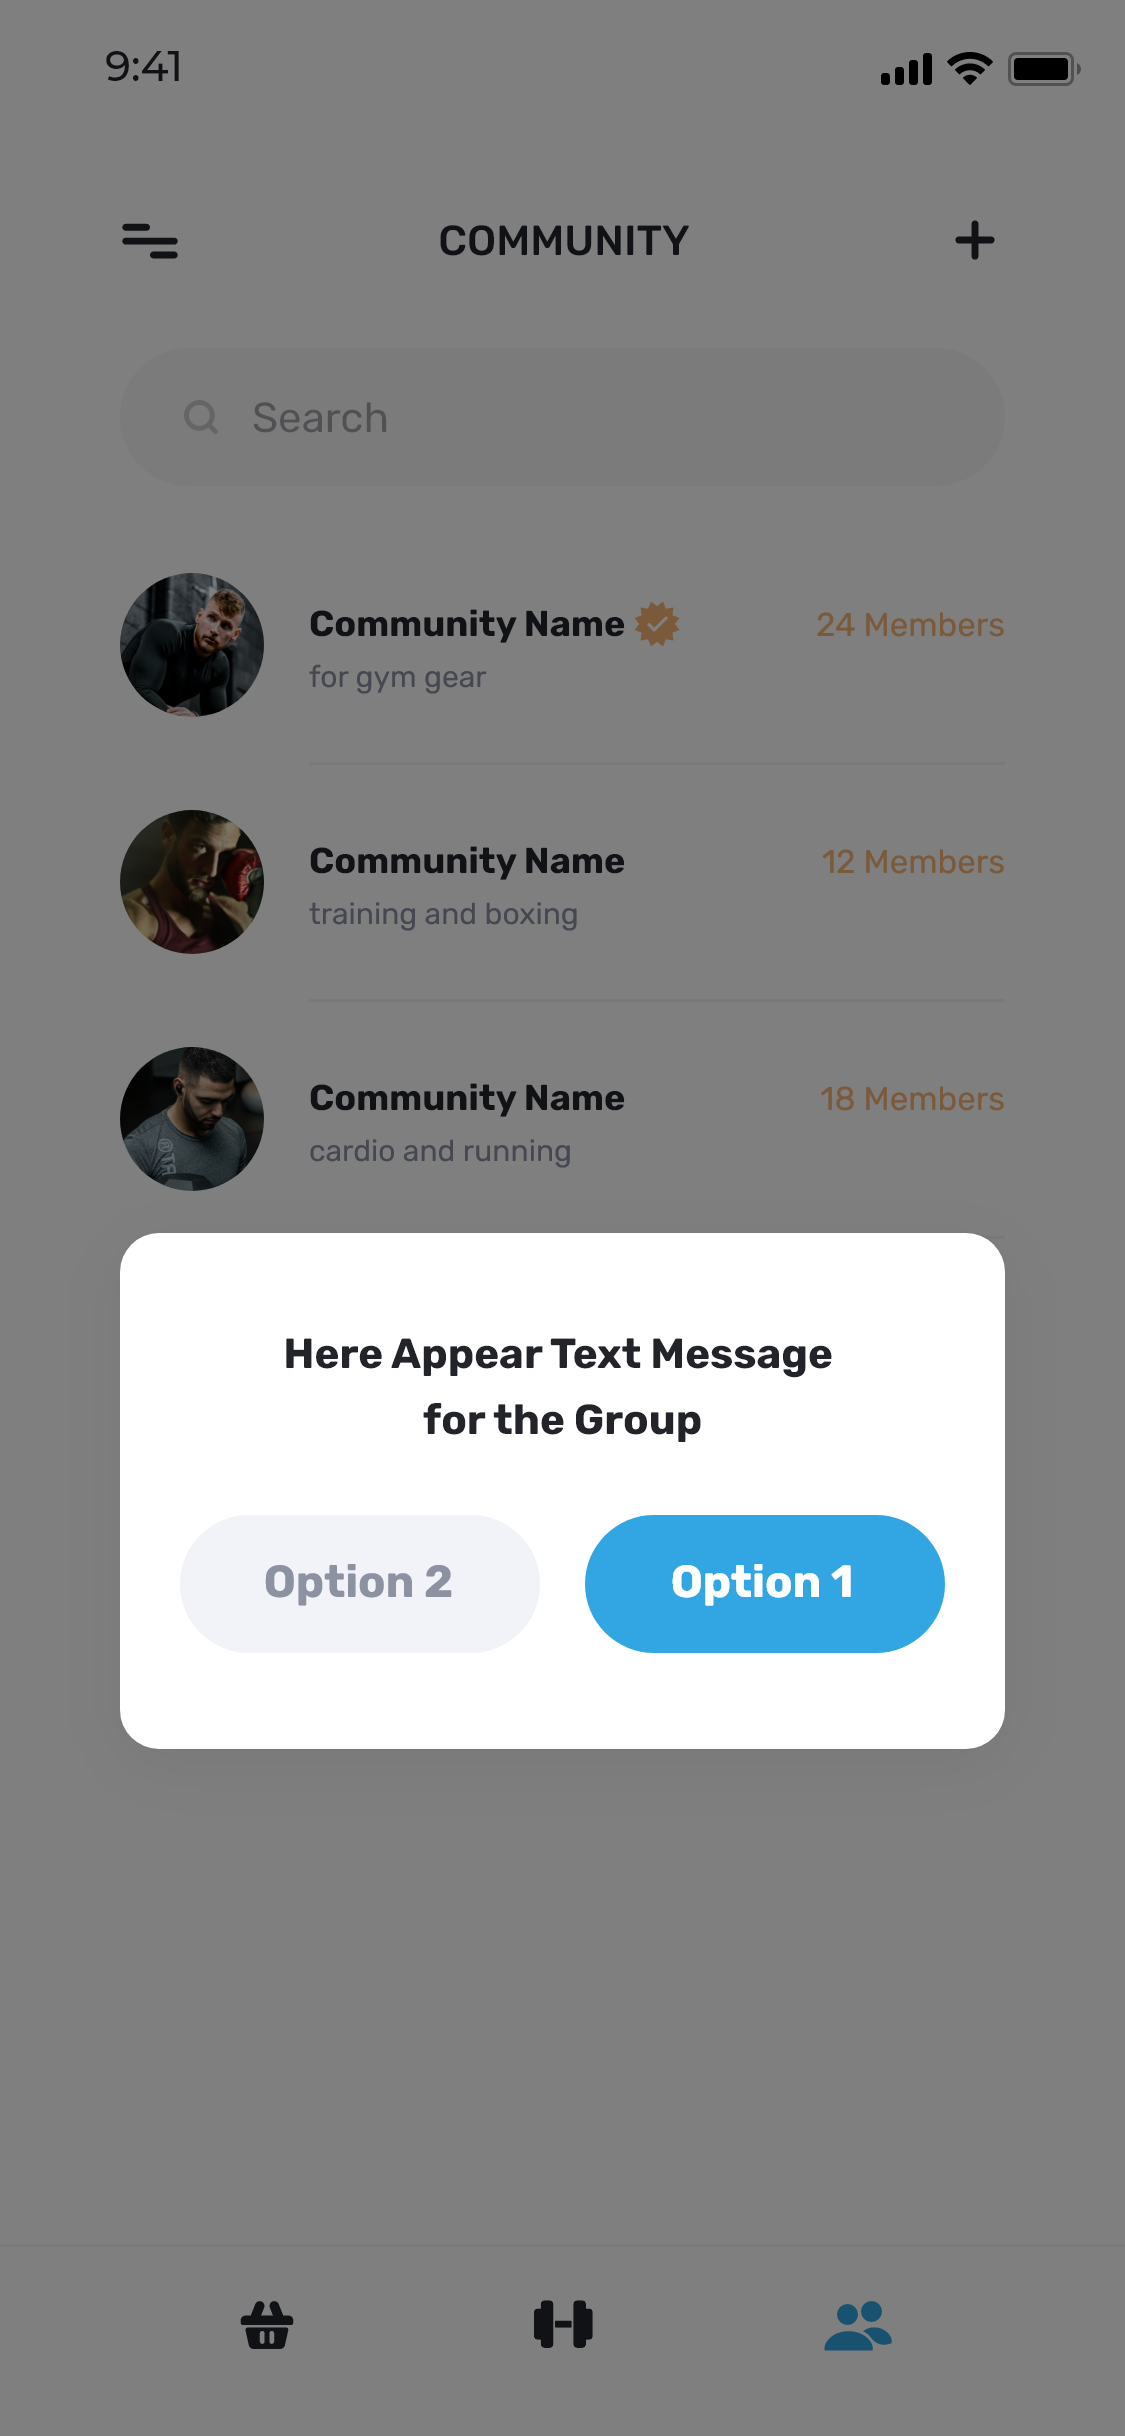 9:41
COMMUNITY
Search
Community Name
24 Members
for gym gear
Community Name
12 Members
training and boxing
Community Name
18 Members
cardio and running
Here Appear Text Message
for the Group
Option 2
Option 1